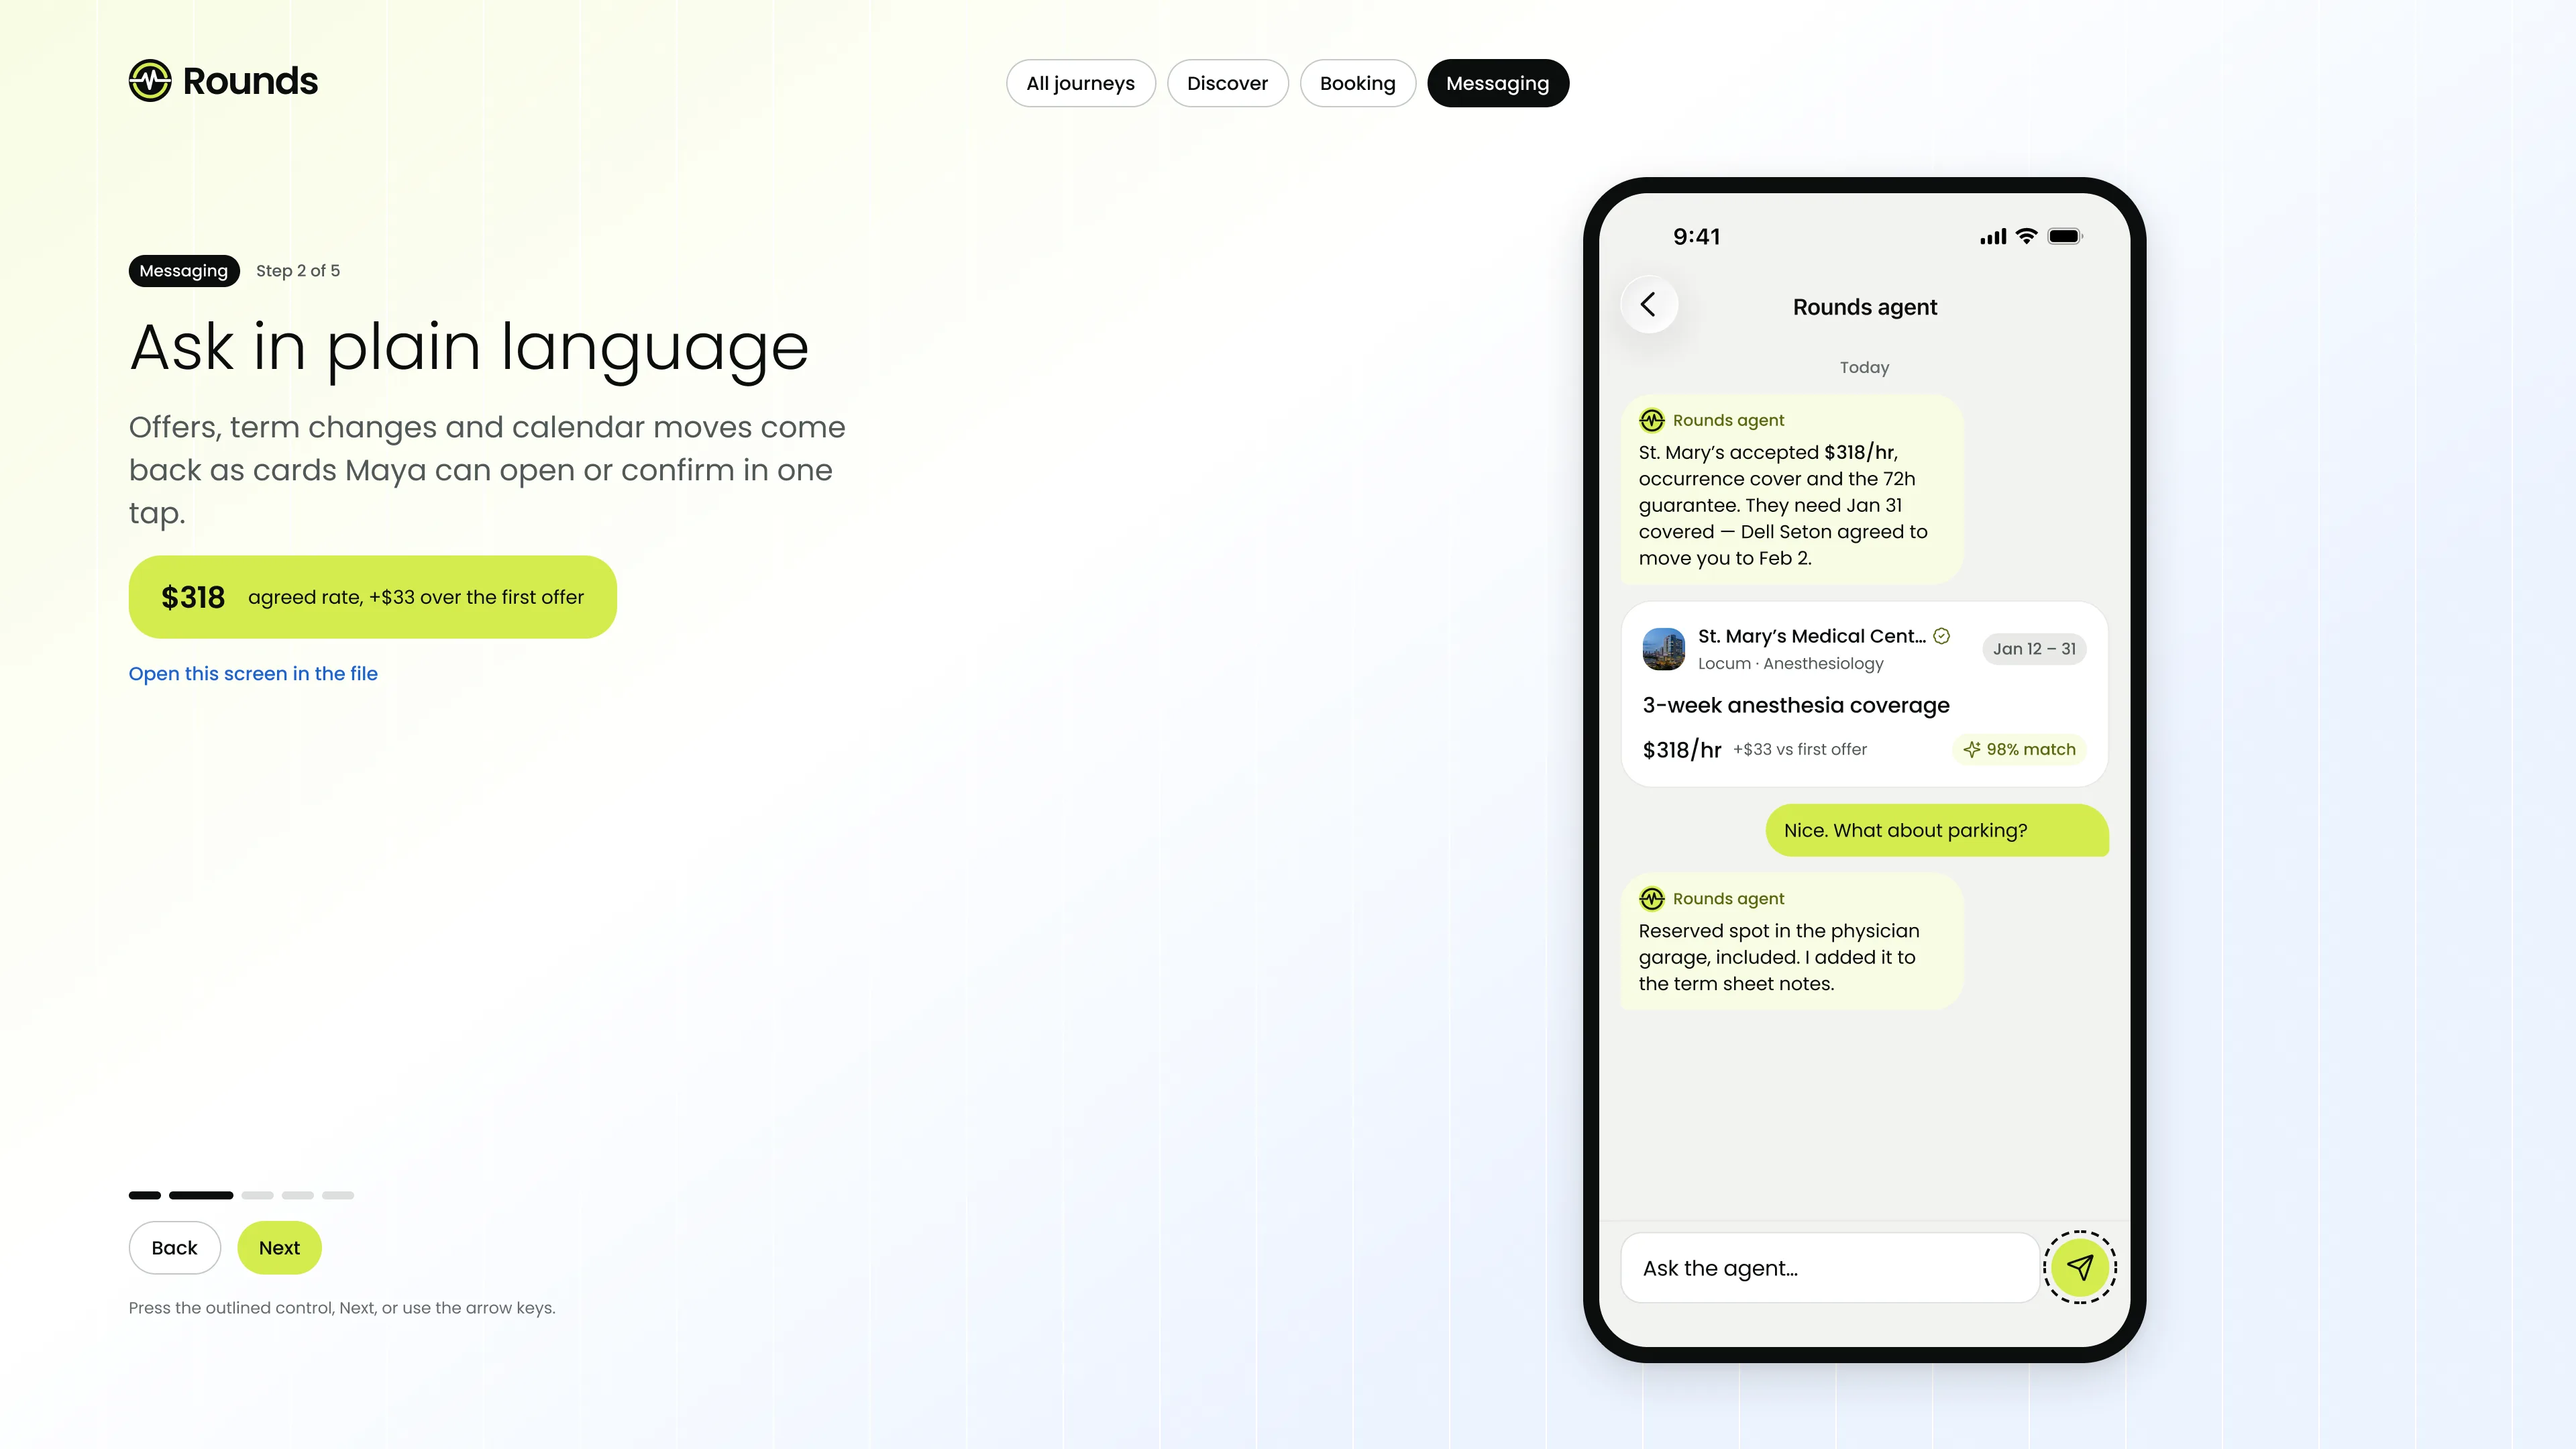 Rounds
All journeys
Discover
Booking
Messaging
Messaging
Step 2 of 5
Ask in plain language
Offers, term changes and calendar moves come
back as cards Maya can open or confirm in one
tap.
$318 agreed rate, +$33 over the first offer
Open this screen in the file
Back
Next
Press the outlined control, Next, or use the arrow keys.
9:41
Rounds agent
Today
Rounds agent
St. Mary’s accepted $318/hr,
occurrence cover and the 72h
guarantee. They need Jan 31
covered — Dell Seton agreed to
move you to Feb 2.
St. Mary’s Medical Cent...
Locum · Anesthesiology
Jan 12 – 31
3-week anesthesia coverage
$318/hr +$33 vs first offer
98% match
Nice. What about parking?
Rounds agent
Reserved spot in the physician
garage, included. I added it to
the term sheet notes.
Ask the agent...